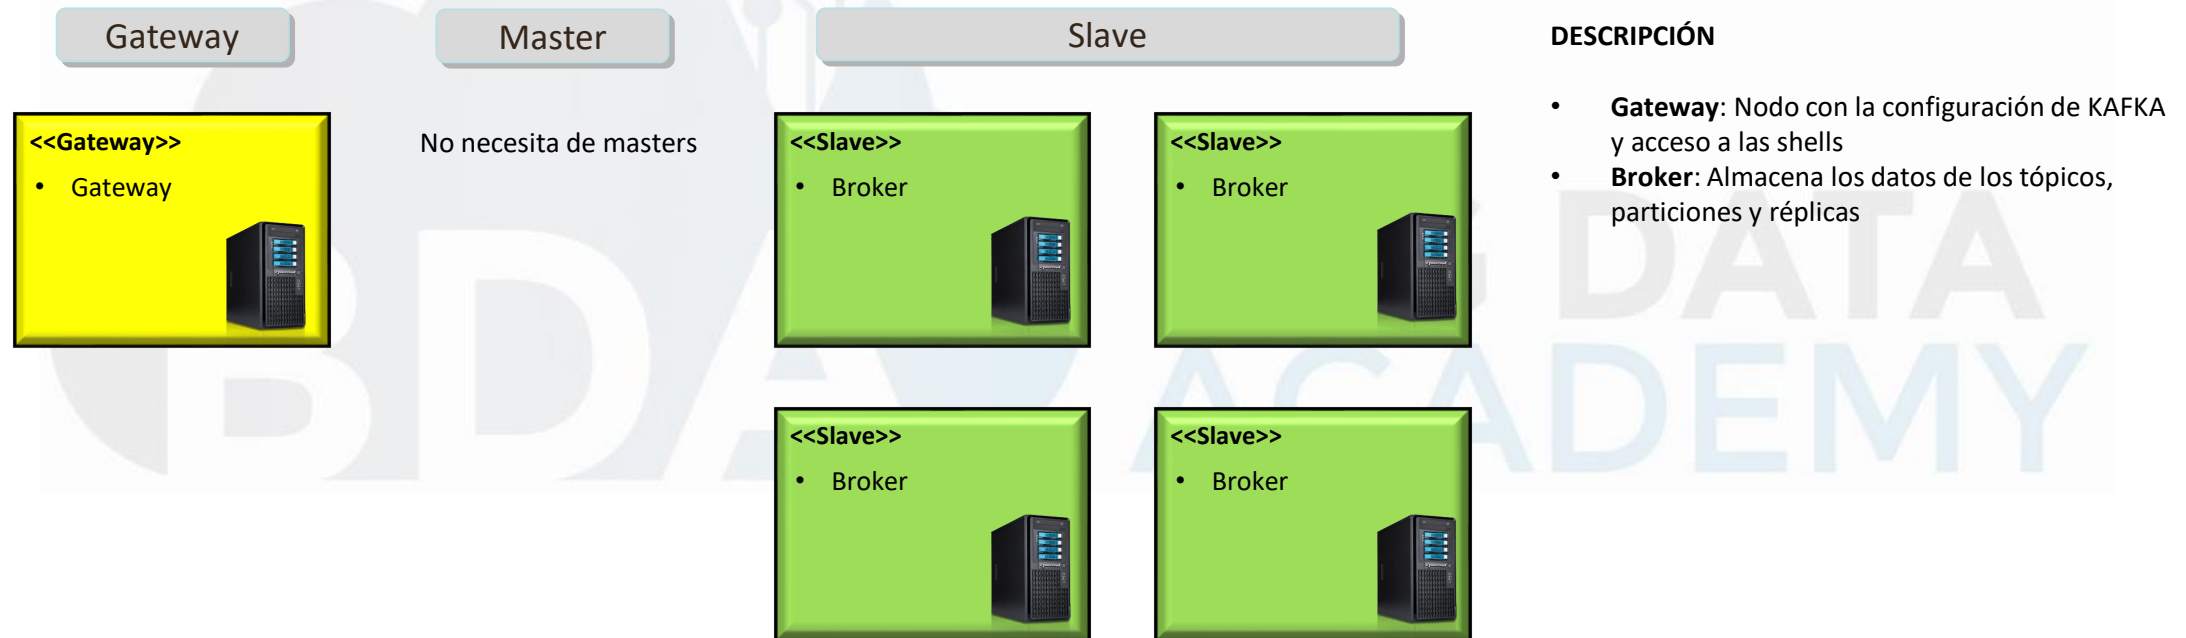 Gateway
Master
Slave
DESCRIPCIÓN
<<Gateway>>
• Gateway
No necesita de masters
<<Slave>>
• Broker
<<Slave>>
• Broker
<<Slave>>
• Broker
<<Slave>>
• Broker
• Gateway: Nodo con la configuración de KAFKA
y acceso a las shells
• Broker: Almacena los datos de los tópicos,
particiones y réplicas
BDA
G DATA
ACADEMY